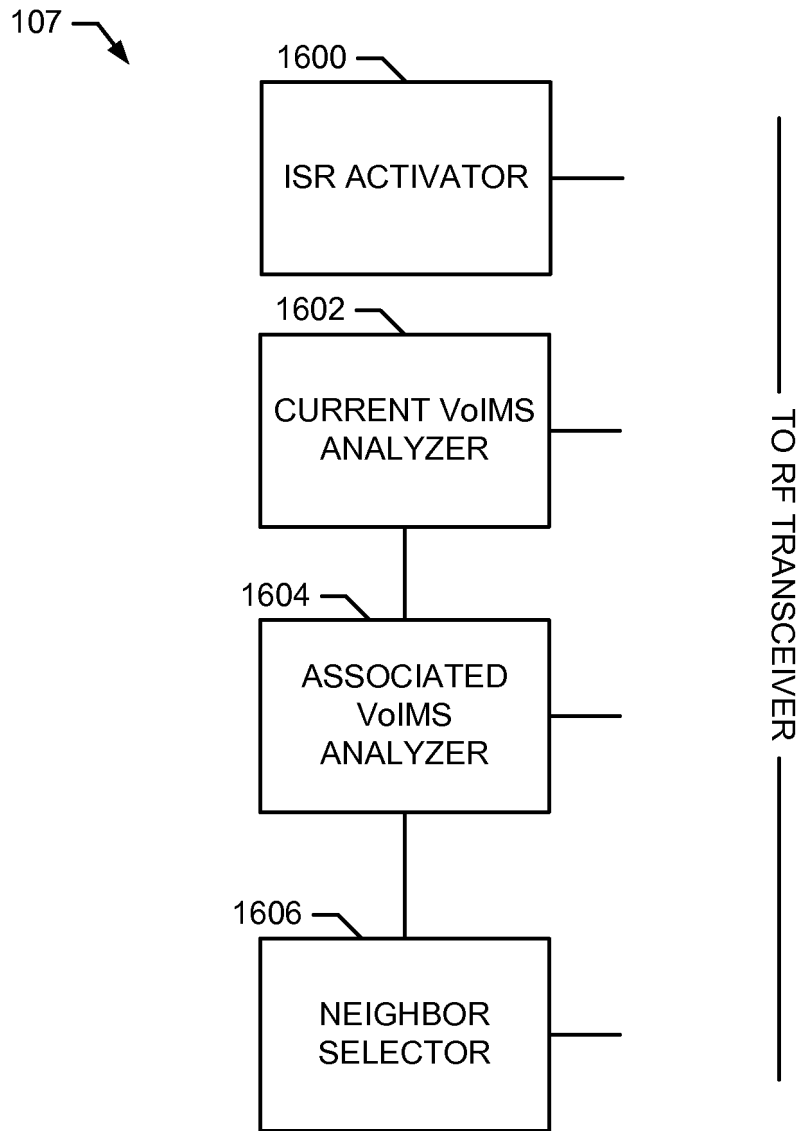 107
1600
ISR ACTIVATOR
1602
CURRENT VoIMS
ANALYZER
1604
ASSOCIATED
VoIMS
ANALYZER
1606
NEIGHBOR
SELECTOR
TO RF TRANSCEIVER